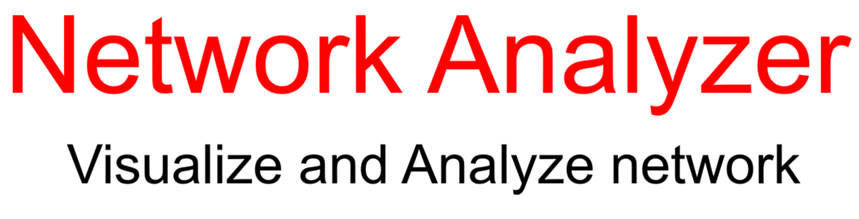 Network Analyzer
Visualize and Analyze network